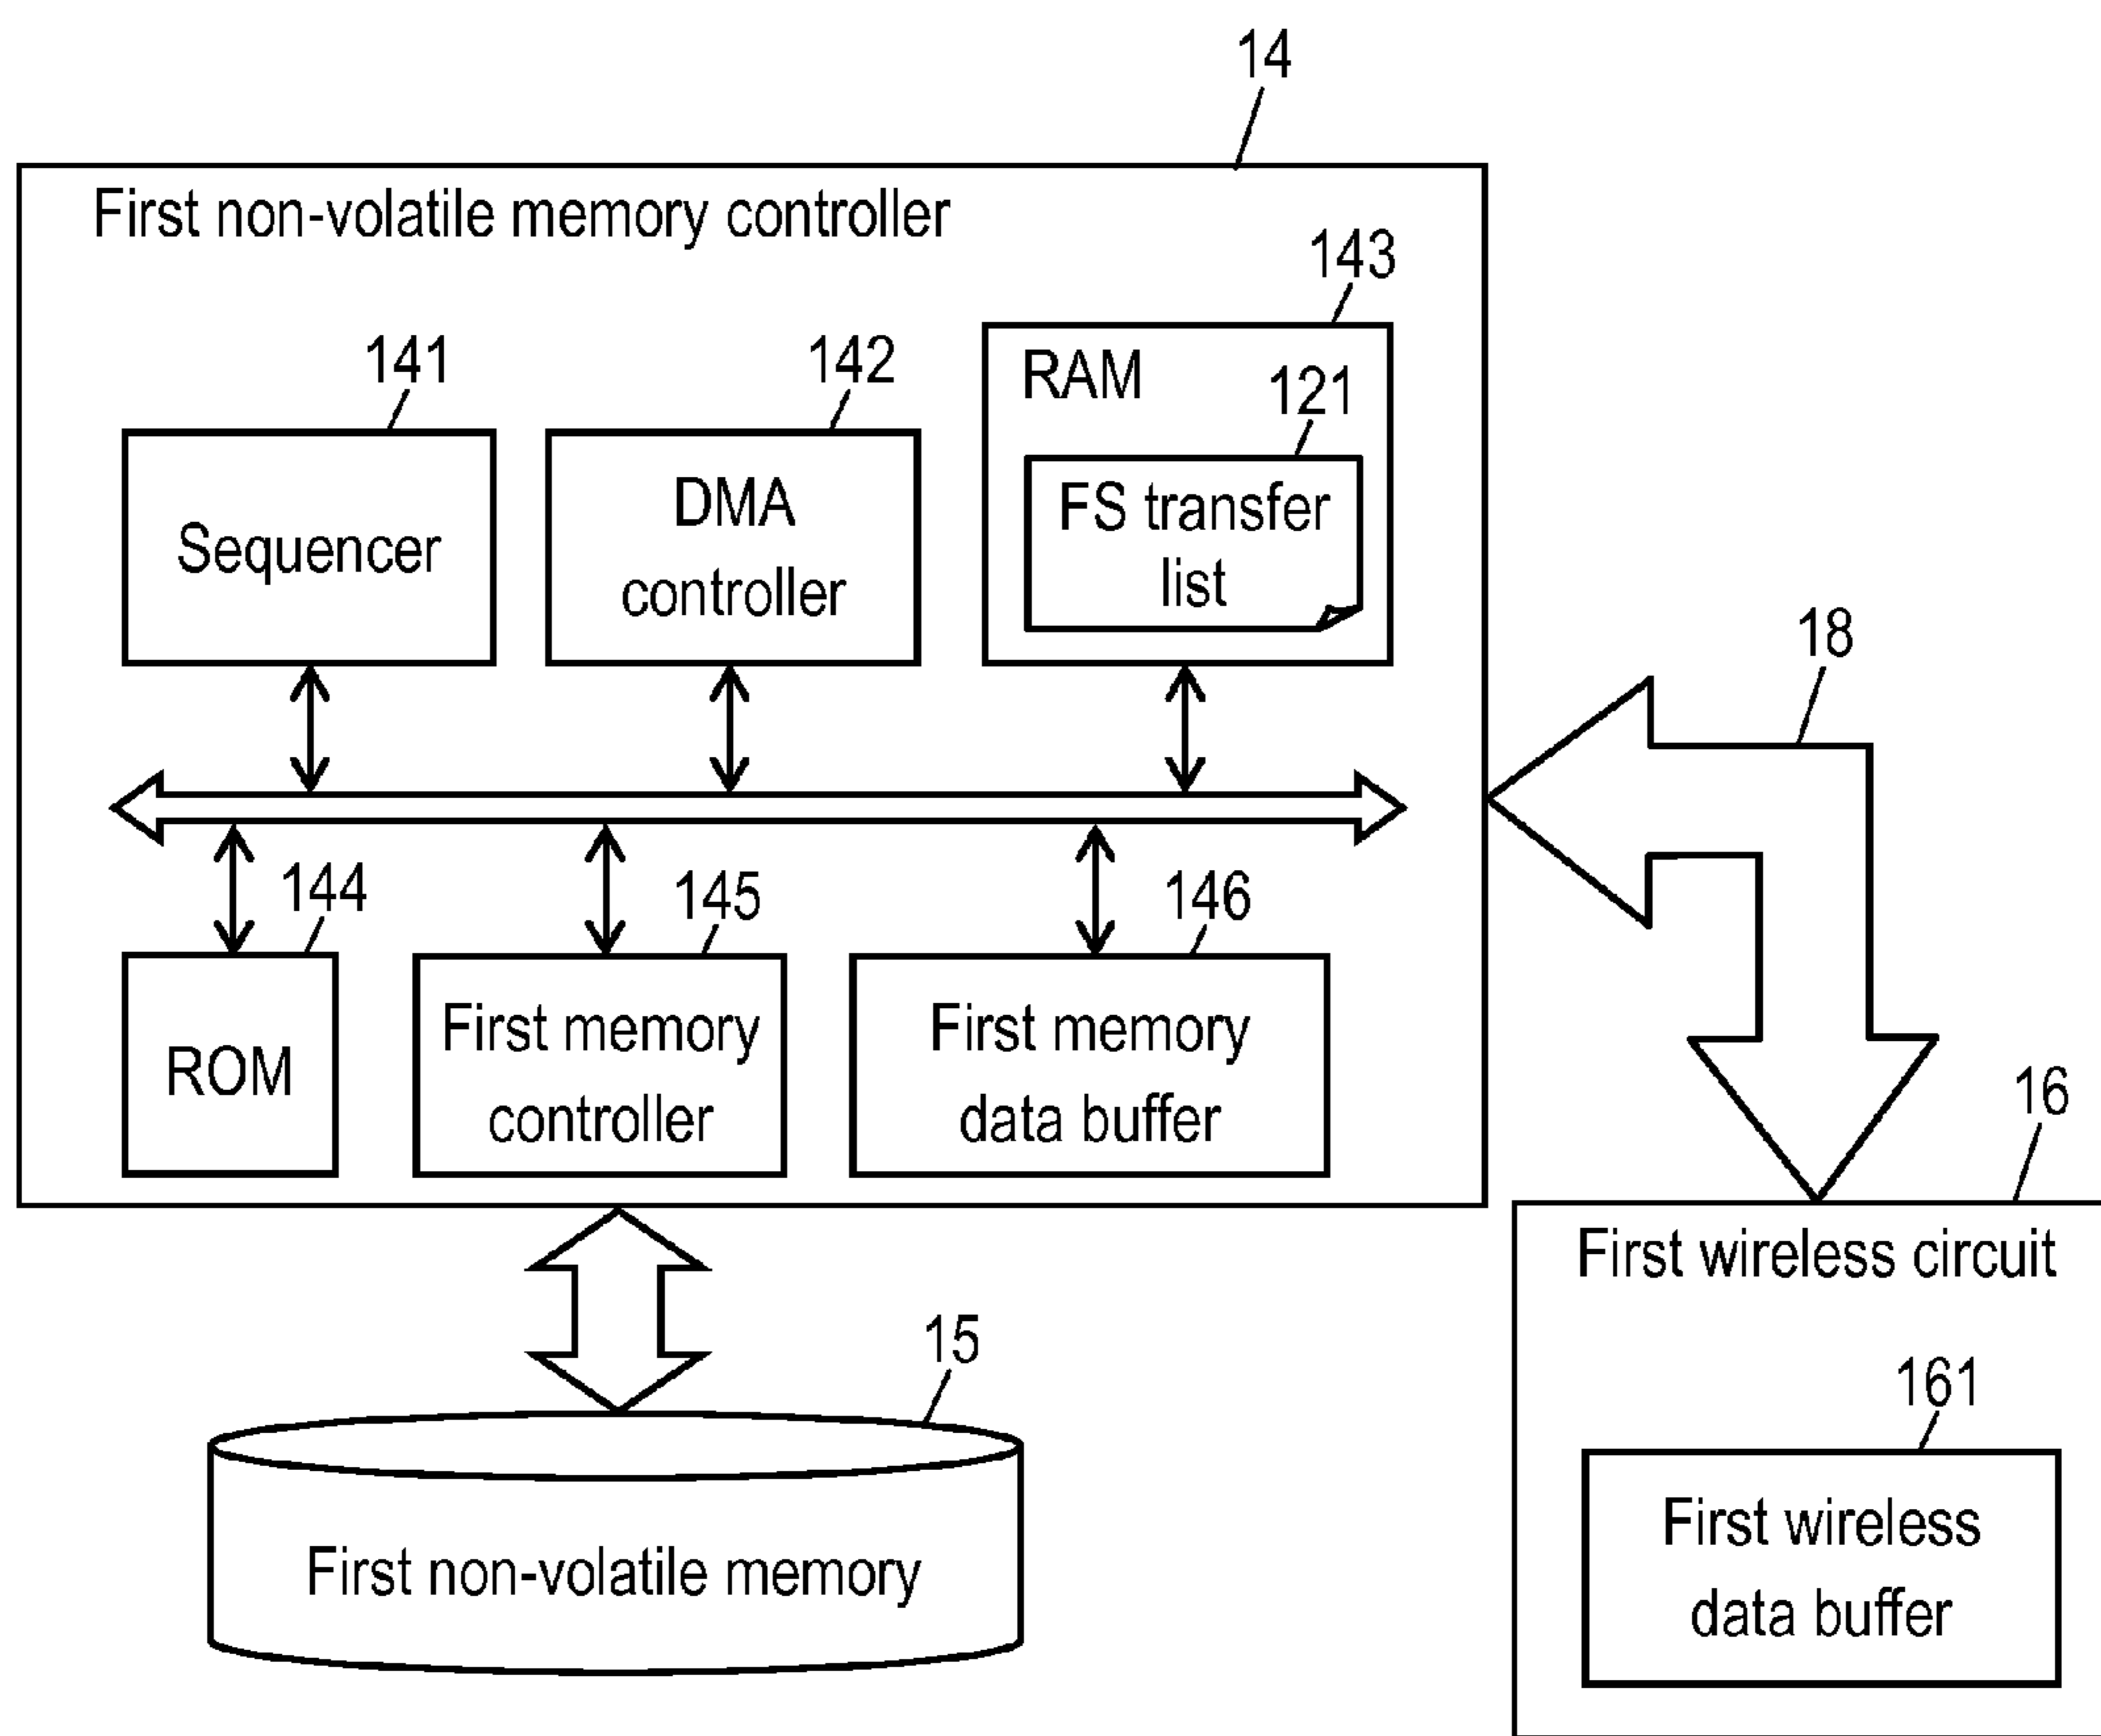 14
First non-volatile memory controller
143
141
142
RAM
121
Sequencer
DMA
controller
FS transfer
list
18
144
145
146
ROM
First memory
controller
First memory
data buffer
16
First wireless circuit
15
161
First non-volatile memory
First wireless
data buffer